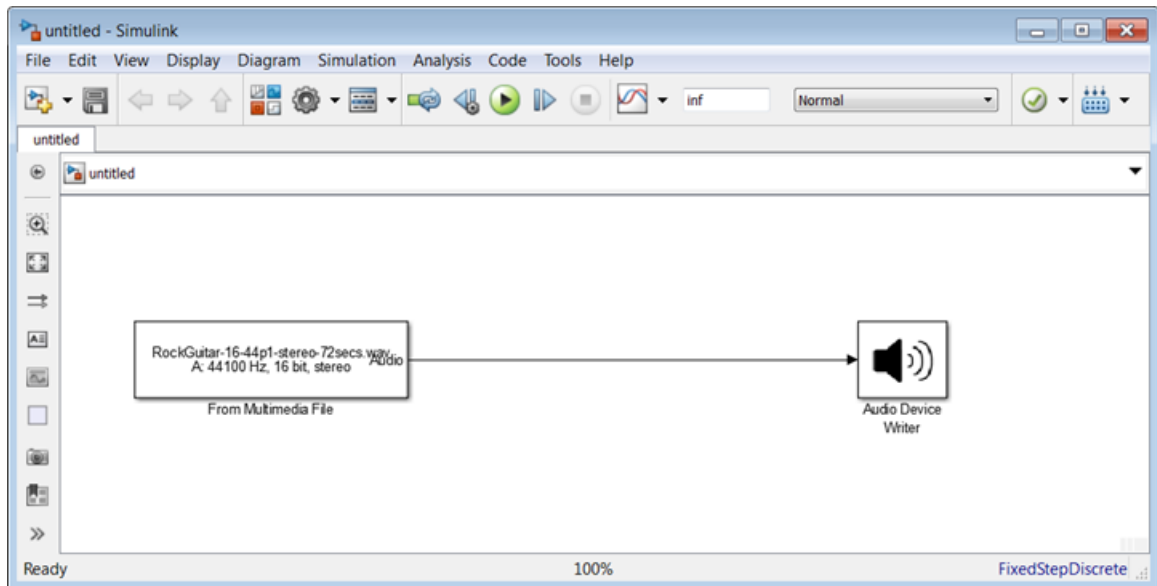 untitled - Simulink
File Edit View Display Diagram Simulation Analysis Code Tools Help
inf Normal
untitled
untitled
RockGuitar-16-44p1-stereo-72secs.wav
Audio
A: 44100 Hz, 16 bit, stereo
From Multimedia File
Audio Device
Writer
Ready 100% FixedStepDiscrete